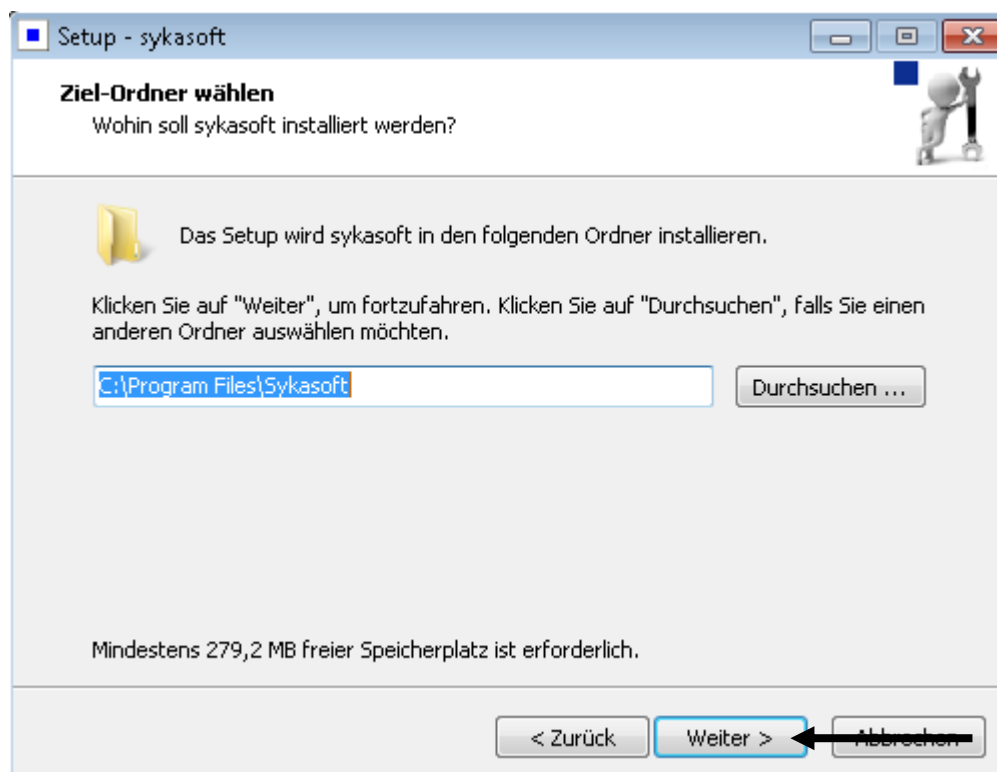 Setup - sykasoft
Ziel-Ordner wählen
Wohin soll sykasoft installiert werden?
Das Setup wird sykasoft in den folgenden Ordner installieren.
Klicken Sie auf "Weiter", um fortzufahren. Klicken Sie auf "Durchsuchen", falls Sie einen
anderen Ordner auswählen möchten.
C:\Program Files\Sykasoft
Durchsuchen ...
Mindestens 279,2 MB freier Speicherplatz ist erforderlich.
< Zurück
Weiter >
Abbrechen